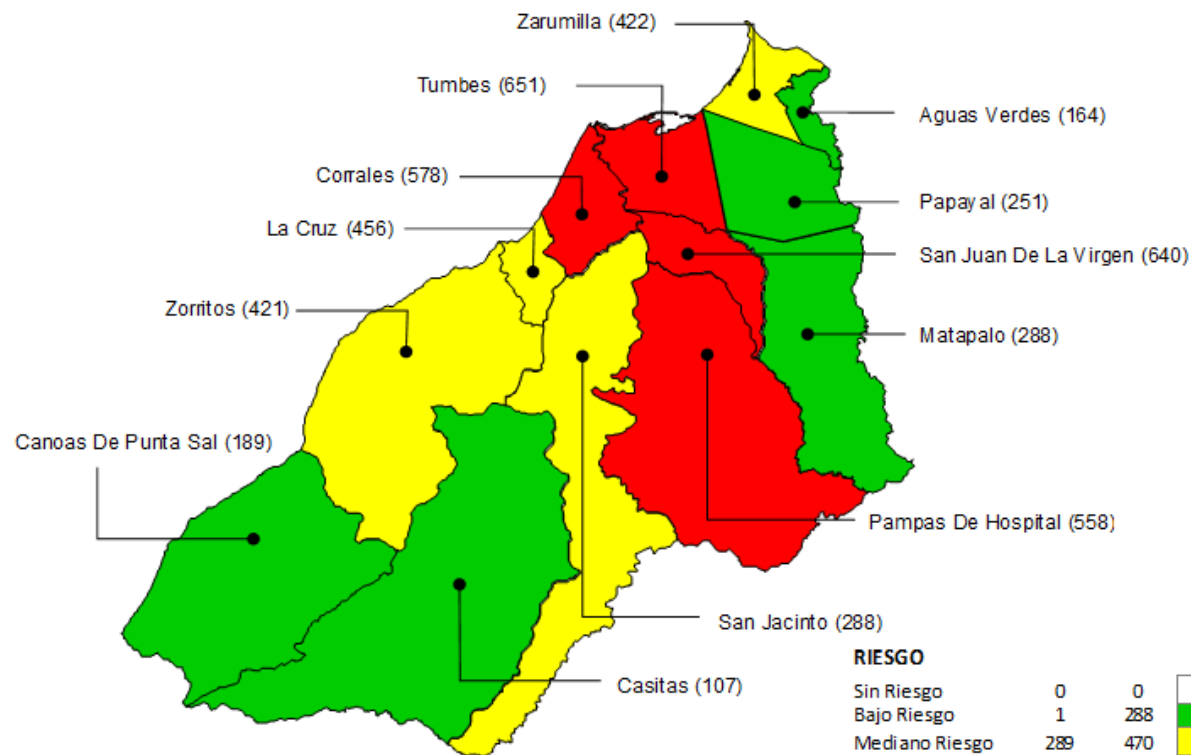 Zarumilla (422)
Tumbes (651)
Aguas Verdes (164)
Corrales (578)
Papayal (251)
La Cruz (456)
San Juan De La Virgen (640)
Zorritos (421)
Matapalo (288)
Canoas De Punta Sal (189)
Pampas De Hospital (558)
San Jacinto (288)
Casitas (107)
RIESGO
Sin Riesgo 0 0
Bajo Riesgo 1 288
Mediano Riesgo 289 470